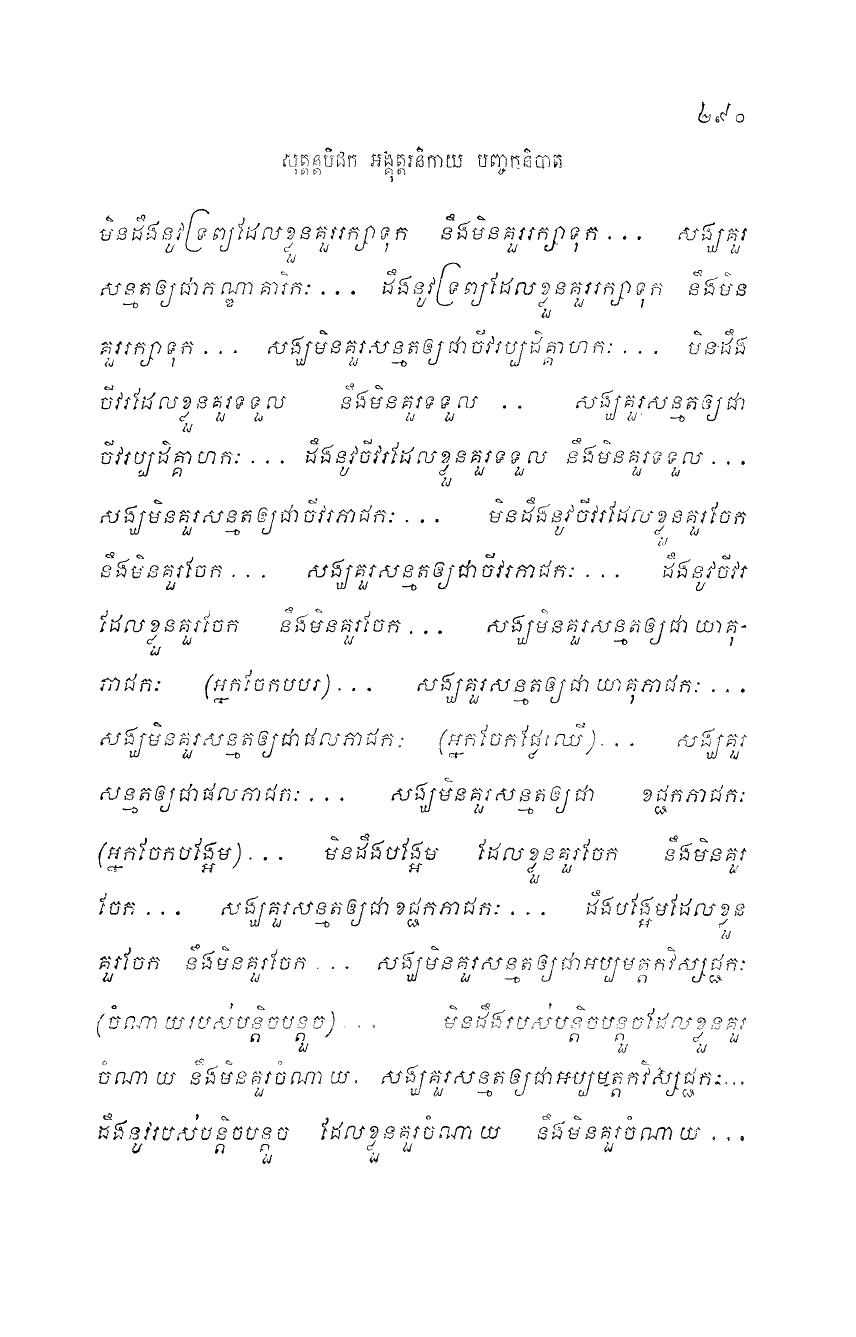 ២៩០
សុត្តន្តបិដក អង្គុត្តរនិកាយ បញ្ចកនិបាត
មិនដឹងនូវទ្រព្យដែលខ្លួនគួររក្សាទុក នឹងមិនគួររក្សាទុក ... សង្ឃគួរ
សន្មតឲ្យជាភណ្ឌាគារិកៈ ... ដឹងនូវទ្រព្យដែលខ្លួនគួររក្សាទុក នឹងមិន
គួររក្សាទុក ... សង្ឃមិនគួរសន្មតឲ្យជាចីវរប្បដិគ្គាហកៈ ... មិនដឹង
ចីវរដែលខ្លួនគួរទទួល នឹងមិនគួរទទួល .. សង្ឃគួរសន្មតឲ្យជា
ចីវរប្បដិគ្គាហកៈ ... ដឹងនូវចីវរដែលខ្លួនគួរទទួល នឹងមិនគួរទទួល ...
សង្ឃមិនគួរសន្មតឲ្យជាចីវរភាជកៈ ... មិនដឹងនូវចីវរដែលខ្លួនគួរចែក
នឹងមិនគួរចែក ... សង្ឃគួរសន្មតឲ្យជាចីវរភាជកៈ ... ដឹងនូវចីវរ
ដែលខ្លួនគួរចែក នឹងមិនគួរចែក ... សង្ឃមិនគួរសន្មតឲ្យជាយាគុ-
ភាជកៈ (អ្នកចែកបបរ) ... សង្ឃគួរសន្មតឲ្យជាយាគុភាជកៈ ...
សង្ឃមិនគួរសន្មតឲ្យជាផលភាជកៈ (អ្នកចែកផ្លែឈើ) ... សង្ឃគួរ
សន្មតឲ្យជាផលភាជកៈ ... សង្ឃមិនគួរសន្មតឲ្យជា ខជ្ជកភាជកៈ
(អ្នកចែកបង្អែម) ... មិនដឹងបង្អែម ដែលខ្លួនគួរចែក នឹងមិនគួរ
ចែក ... សង្ឃគួរសន្មតឲ្យជាខជ្ជកភាជកៈ ... ដឹងបង្អែមដែលខ្លួន
គួរចែក នឹងមិនគួរចែក ... សង្ឃមិនគួរសន្មតឲ្យជាអប្បមត្តកវិស្សជ្ជកៈ
(ចំណាយរបស់បន្តិចបន្តួច) ... មិនដឹងរបស់បន្តិចបន្តួចដែលខ្លួនគួរ
ចំណាយ នឹងមិនគួរចំណាយ. សង្ឃគួរសន្មតឲ្យជាអប្បមត្តកវិស្សជ្ជកៈ...
ដឹងនូវរបស់បន្តិចបន្តួច ដែលខ្លួនគួរចំណាយ នឹងមិនគួរចំណាយ ...